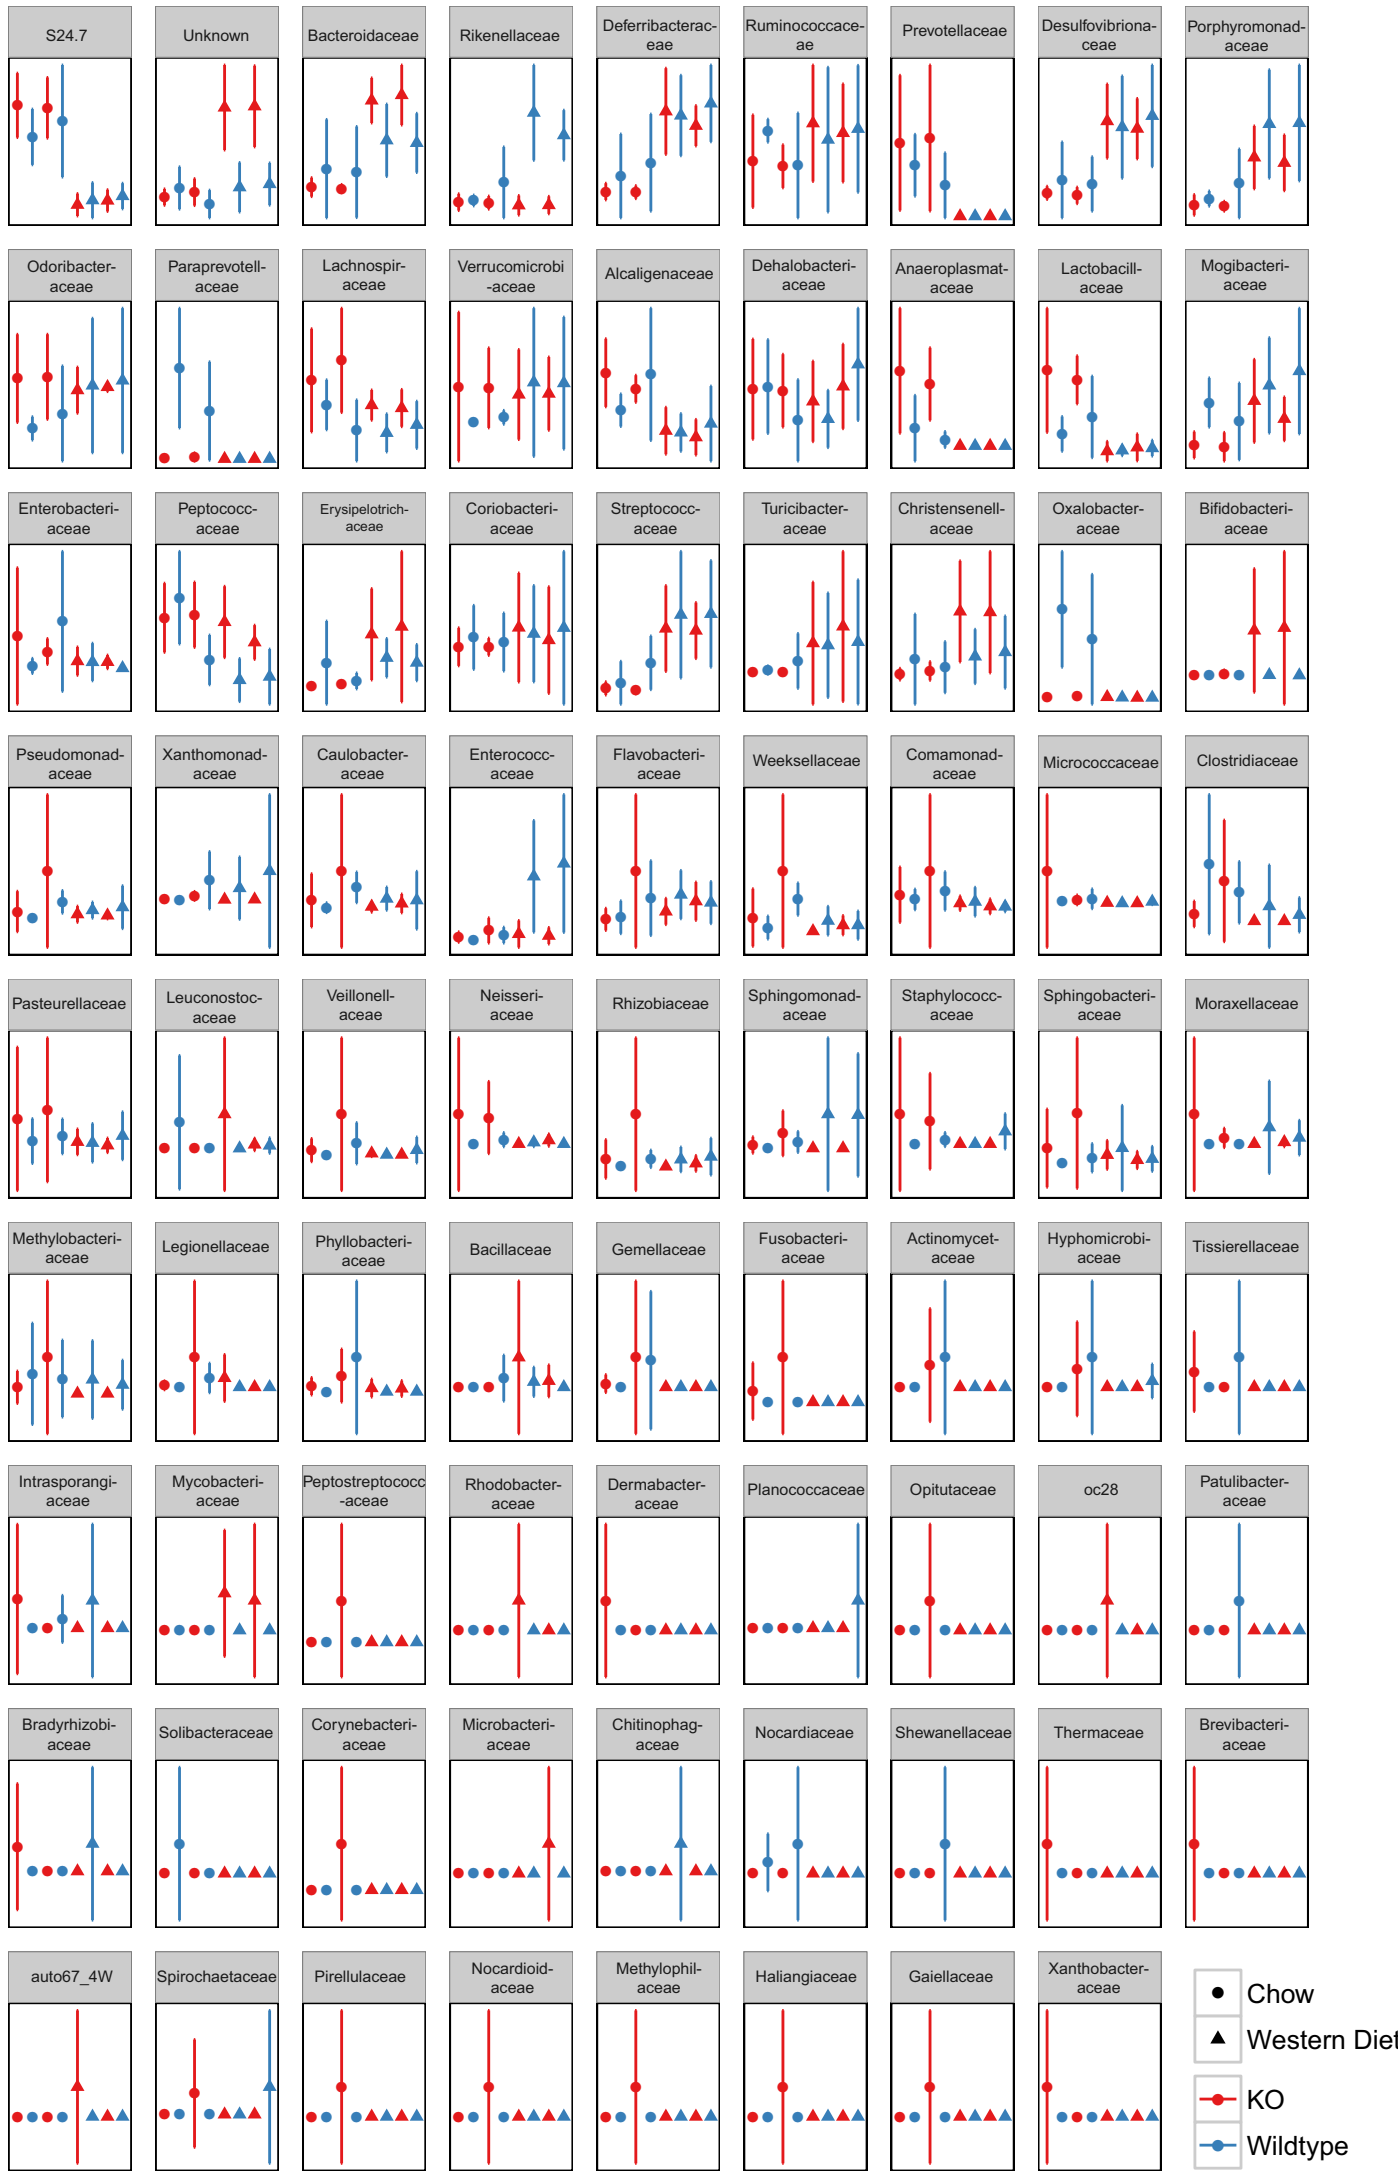 S24.7
Unknown
Bacteroidaceae
Rikenellaceae
Deferribacterac-
eae
Ruminococcace-
ae
Prevotellaceae
Desulfovibriona-
ceae
Porphyromonad-
aceae
Odoribacter-
aceae
Paraprevotell-
aceae
Lachnospir-
aceae
Verrucomicrobi
-aceae
Alcaligenaceae
Dehalobacteri-
aceae
Anaeroplasmat-
aceae
Lactobacill-
aceae
Mogibacteri-
aceae
Enterobacteri-
aceae
Peptococc-
aceae
Erysipelotrich-
aceae
Coriobacteri-
aceae
Streptococc-
aceae
Turicibacter-
aceae
Christensenell-
aceae
Oxalobacter-
aceae
Bifidobacteri-
aceae
Pseudomonad-
aceae
Xanthomonad-
aceae
Caulobacter-
aceae
Enterococc-
aceae
Flavobacteri-
aceae
Weeksellaceae
Comamonad-
aceae
Micrococcaceae
Clostridiaceae
Pasteurellaceae
Leuconostoc-
aceae
Veillonell-
aceae
Neisseri-
aceae
Rhizobiaceae
Sphingomonad-
aceae
Staphylococc-
aceae
Sphingobacteri-
aceae
Moraxellaceae
Methylobacteri-
aceae
Legionellaceae
Phyllobacteri-
aceae
Bacillaceae
Gemellaceae
Fusobacteri-
aceae
Actinomycet-
aceae
Hyphomicrobi-
aceae
Tissierellaceae
Intrasporangi-
aceae
Mycobacteri-
aceae
Peptostreptococc
-aceae
Rhodobacter-
aceae
Dermabacter-
aceae
Planococcaceae
Opitutaceae
oc28
Patulibacter-
aceae
Bradyrhizobi-
aceae
Solibacteraceae
Corynebacteri-
aceae
Microbacteri-
aceae
Chitinophag-
aceae
Nocardiaceae
Shewanellaceae
Thermaceae
Brevibacteri-
aceae
auto67_4W
Spirochaetaceae
Pirellulaceae
Nocardioid-
aceae
Methylophil-
aceae
Haliangiaceae
Gaiellaceae
Xanthobacter-
aceae
Chow
Western Diet
KO
Wildtype